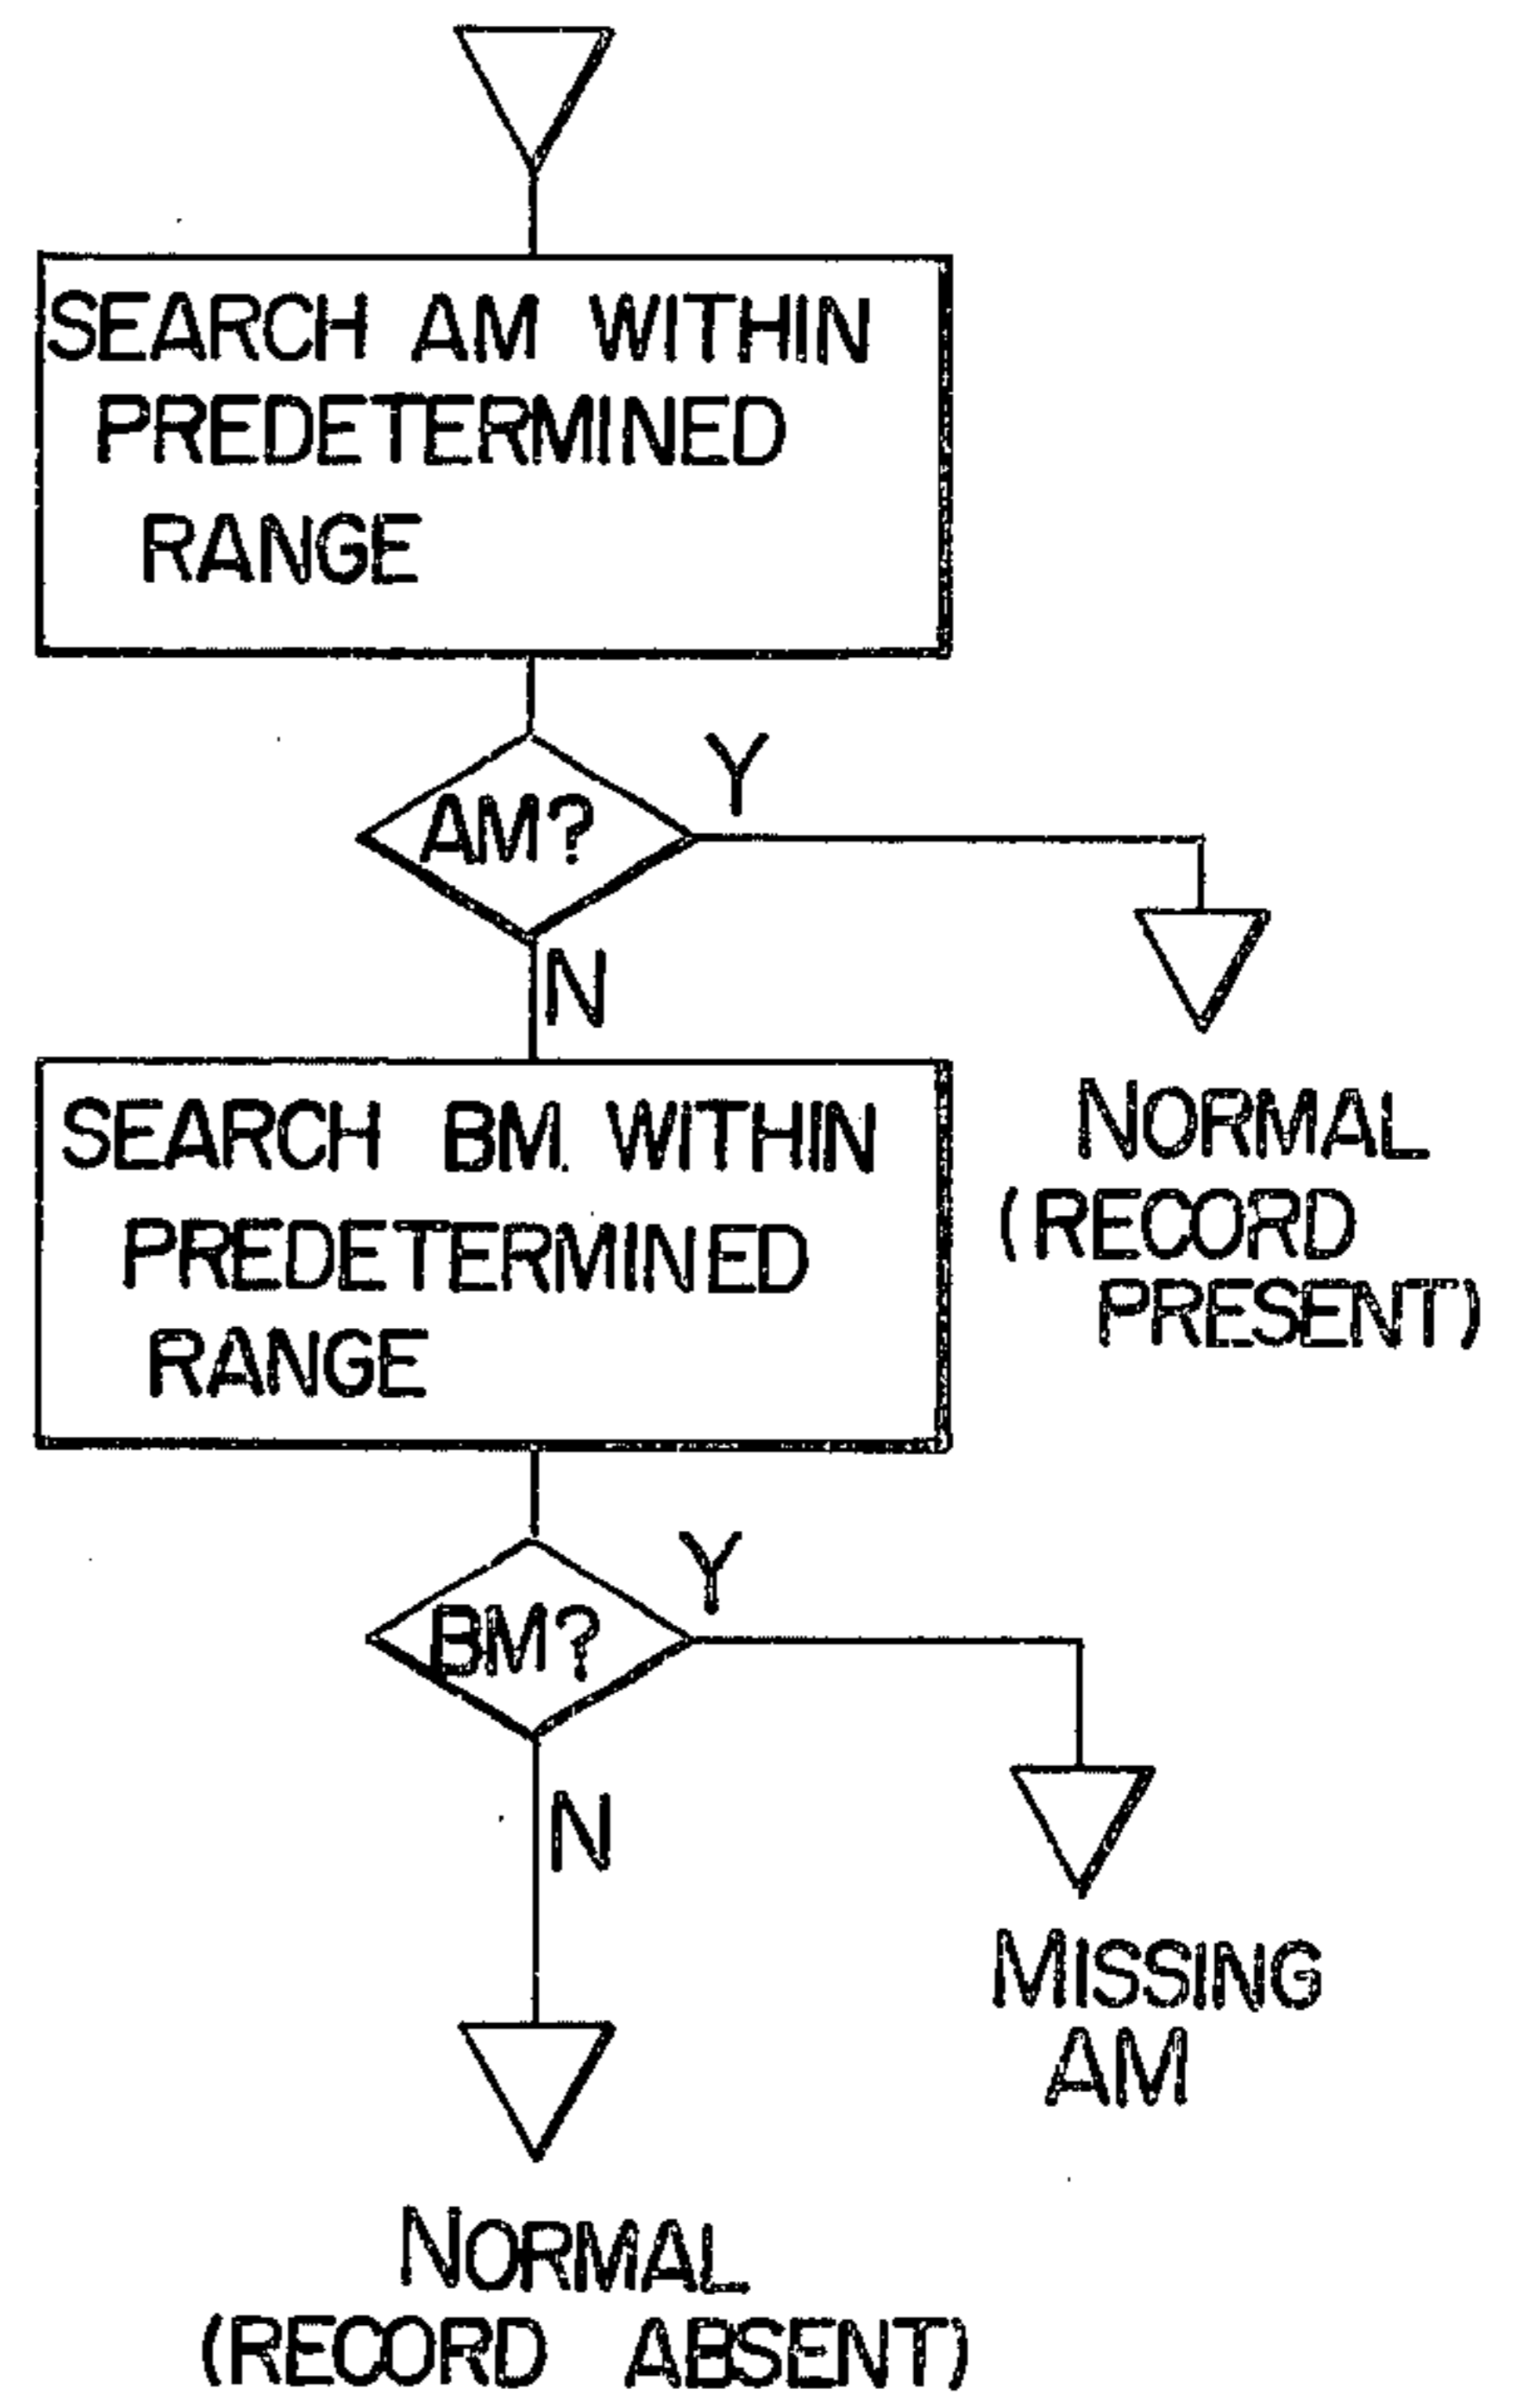 SEARCH AM WITHIN
PREDETERMINED
RANGE
AM?
Y
N
NORMAL
(RECORD
PRESENT)
SEARCH BM. WITHIN
PREDETERMINED
RANGE
BM?
Y
N
MISSING
AM
NORMAL
(RECORD ABSENT)